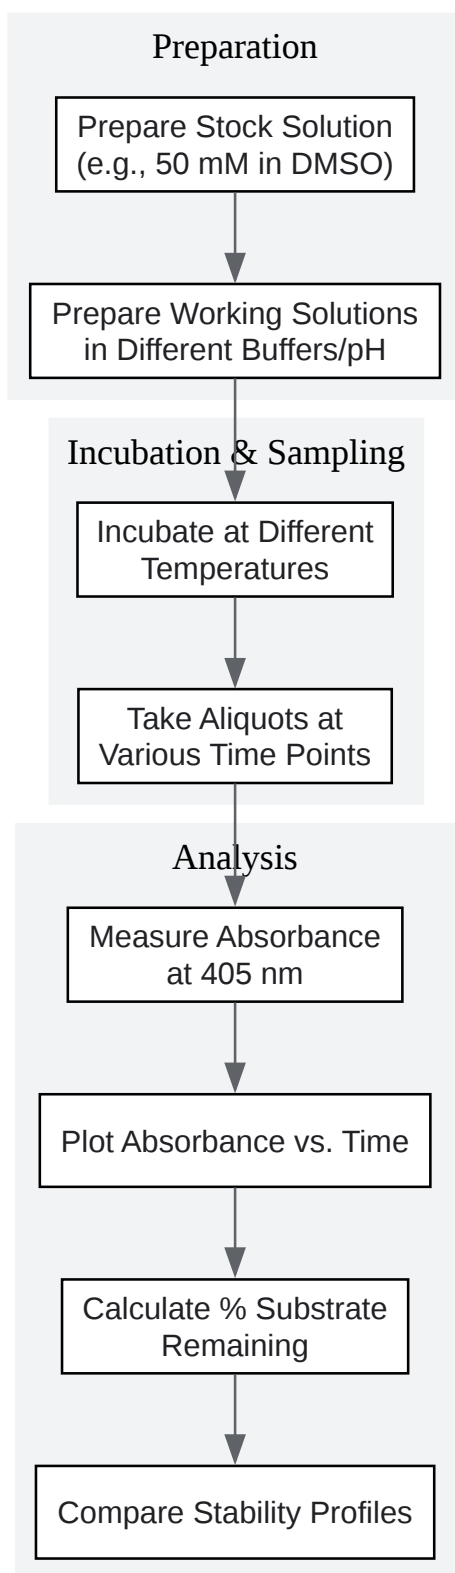 Preparation
Prepare Stock Solution
(e.g., 50 mM in DMSO)
Prepare Working Solutions
in Different Buffers/pH
Incubation & Sampling
Incubate at Different
Temperatures
Take Aliquots at
Various Time Points
Analysis
Measure Absorbance
at 405 nm
Plot Absorbance vs. Time
Calculate % Substrate
Remaining
Compare Stability Profiles